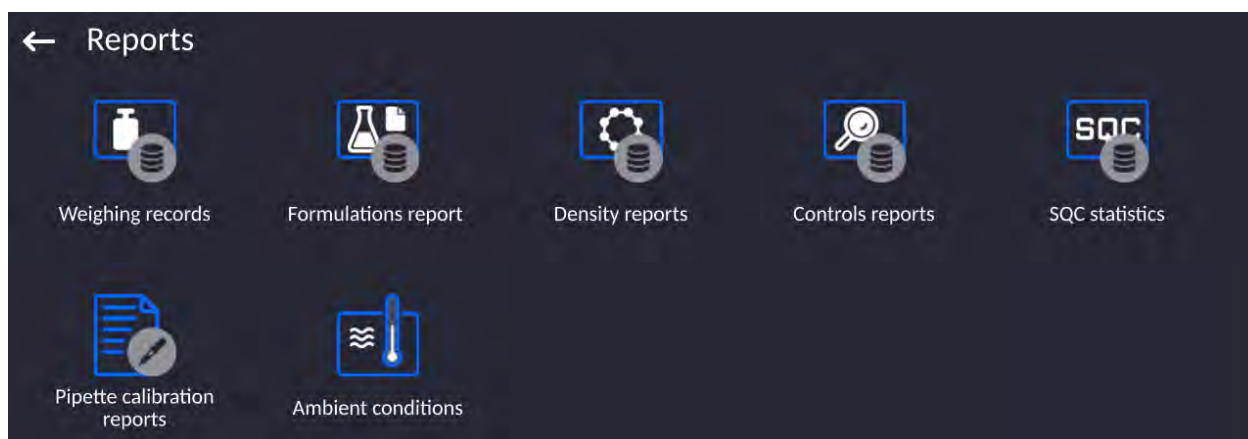 Reports
Weighing records
Formulations report
Density reports
Controls reports
SQC
SQC statistics
Pipette calibration
reports
Ambient conditions